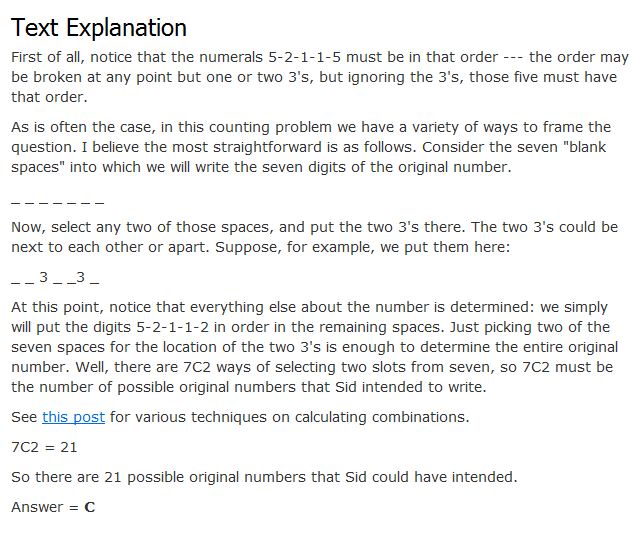 Text Explanation
First of all, notice that the numerals 5-2-1-1-5 must be in that order --- the order may
be broken at any point but one or two 3's, but ignoring the 3's, those five must have
that order.
As is often the case, in this counting problem we have a variety of ways to frame the
question. I believe the most straightforward is as follows. Consider the seven "blank
spaces" into which we will write the seven digits of the original number.
_ _ _ _ _ _ _
Now, select any two of those spaces, and put the two 3's there. The two 3's could be
next to each other or apart. Suppose, for example, we put them here:
_ _ 3 _ _3 _
At this point, notice that everything else about the number is determined: we simply
will put the digits 5-2-1-1-2 in order in the remaining spaces. Just picking two of the
seven spaces for the location of the two 3's is enough to determine the entire original
number. Well, there are 7C2 ways of selecting two slots from seven, so 7C2 must be
the number of possible original numbers that Sid intended to write.
See this post for various techniques on calculating combinations.
7C2 = 21
So there are 21 possible original numbers that Sid could have intended.
Answer = C